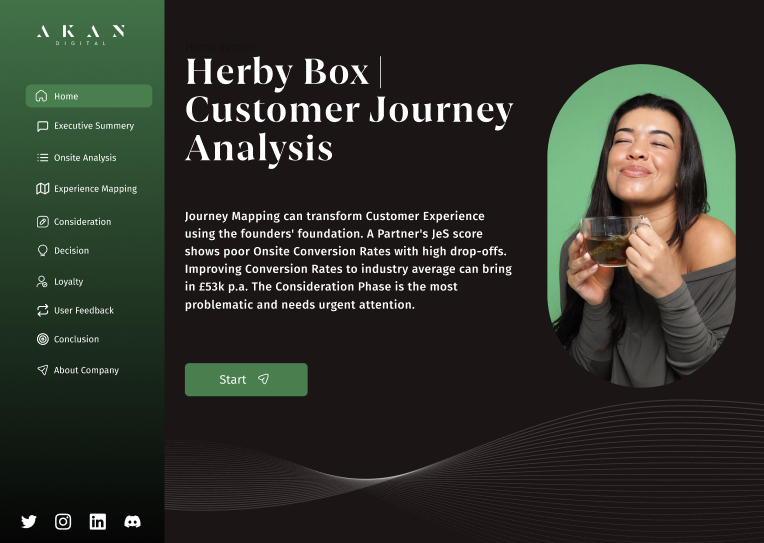 AKAN
DIGITAL
Home
Executive Summery
Onsite Analysis
Experience Mapping
Consideration
Decision
Loyalty
User Feedback
Conclusion
About Company
Herby Box |
Customer Journey
Analysis
Journey Mapping can transform Customer Experience
using the founders' foundation. A Partner's JeS score
shows poor Onsite Conversion Rates with high drop-offs.
Improving Conversion Rates to industry average can bring
in £53k p.a. The Consideration Phase is the most
problematic and needs urgent attention.
Start